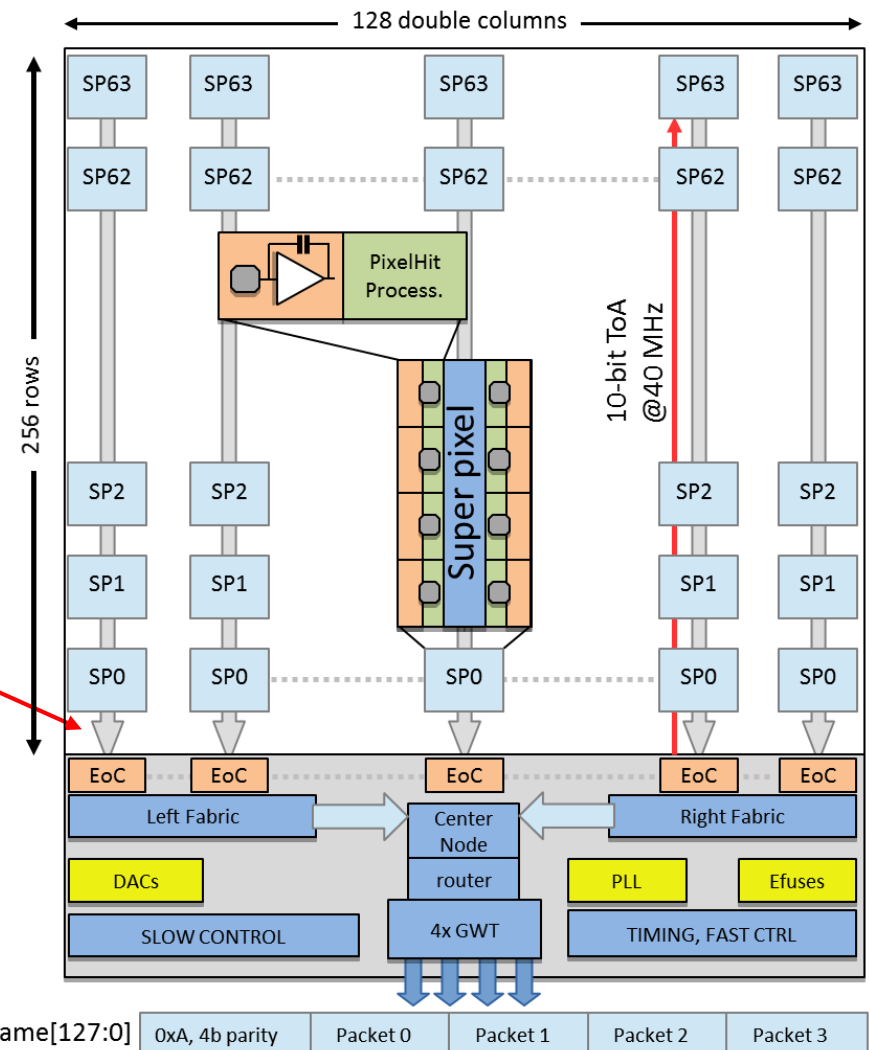 128 double columns
SP63 SP63 SP63 SP63 SP63
SP62 SP62 SP62 SP62 SP62
PixelHit
Process.
256 rows
10-bit ToA
@40 MHz
Super pixel
SP2 SP2 SP2 SP2
SP1 SP1 SP1 SP1
SP0 SP0 SP0 SP0 SP0
EoC EoC EoC EoC EoC
Left Fabric
Center
Node
Right Fabric
DACs
router
PLL
Efuses
SLOW CONTROL
4x GWT
TIMING, FAST CTRL
ame[127:0] 0xA, 4b parity Packet 0 Packet 1 Packet 2 Packet 3